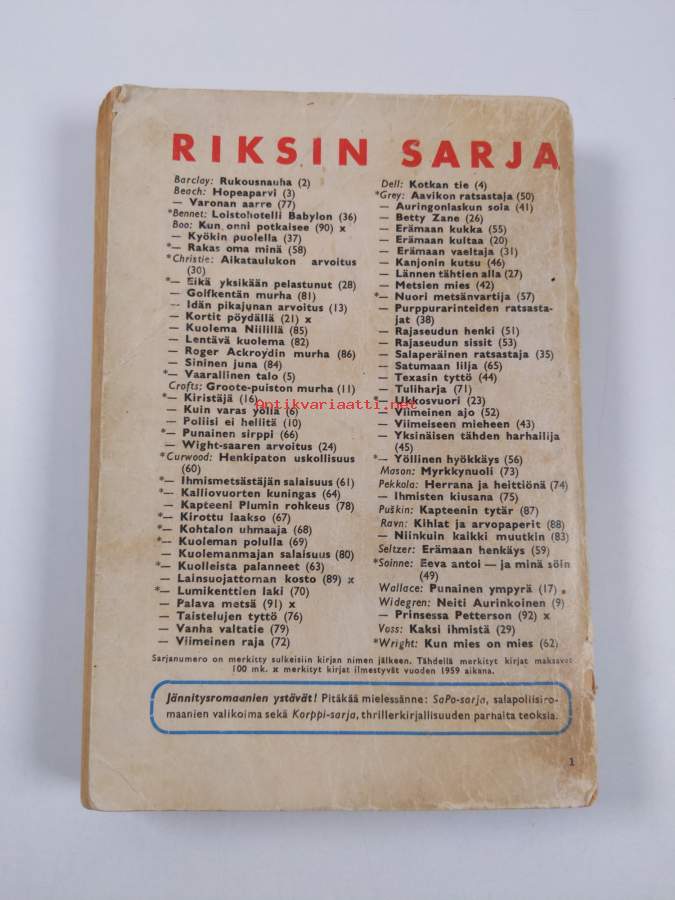 RIKSIN SARJA
Barclay: Rukousnauha (2)
Beach: Hopeaparvi (3)
— Varonan aarre (77)
*Bennet: Loistohotelli Babylon (36)
Boo: Kun onni potkaisee (90) x
— Kyökin puolella (37)
*— Rakas oma minä (58)
*Christie: Aikataulukon arvoitus
(30)
*— Eikä yksikään pelastunut (28)
— Golfkentän murha (81)
— Idän pikajunan arvoitus (13)
— Kortit pöydällä (21) x
— Kuolema Niilillä (85)
— Lentävä kuolema (82)
— Roger Ackroydin murha (86)
— Sininen juna (84)
*— Vaarallinen talo (5)
Crofts: Groote-puiston murha (11)
*— Kiristäjä (16)
— Kuin varas yöllä (6)
— Poliisi ei hellitä (10)
*— Punainen sirppi (66)
— Wight-saaren arvoitus (24)
*Curwood: Henkipaton uskollisuus
(60)
*— Ihmismetsästäjän salaisuus (61)
*— Kalliovuorten kuningas (64)
— Kapteeni Plumin rohkeus (78)
*— Kirottu laakso (67)
*— Kohtalon uhmaaja (68)
*— Kuoleman polulla (69)
— Kuolemanmajan salaisuus (80)
*— Kuolleista palanneet (63)
— Lainsuojattoman kosto (89) x
*— Lumikenttien laki (70)
— Palava metsä (91) x
— Taistelujen tyttö (76)
— Vanha valtatie (79)
— Viimeinen raja (72)
Dell: Kotkan tie (4)
*Grey: Aavikon ratsastaja (50)
— Auringonlaskun sola (41)
— Betty Zane (26)
— Erämaan kukka (55)
— Erämaan kultaa (20)
— Erämaan vaeltaja (31)
— Kanjonin kutsu (46)
— Lännen tähtien alla (27)
— Metsien mies (42)
*— Nuori metsänvartija (57)
— Purppurarinteiden ratsasta-
jat (38)
— Rajaseudun henki (51)
— Rajaseudun sissit (53)
— Salaperäinen ratsastaja (35)
— Satumaan lilja (65)
— Texasin tyttö (44)
— Tuliharja (71)
*— Ukkosvuori (23)
— Viimeinen ajo (52)
— Viimeiseen mieheen (43)
— Yksinäisen tähden harhailija
(45)
*— Yöllinen hyökkäys (56)
Mason: Myrkkynuoli (73)
Pekkola: Herrana ja heittiönä (74)
— Ihmisten kiusana (75)
Puškin: Kapteenin tytär (87)
Ravn: Kihlat ja arvopaperit (88)
— Niinkuin kaikki muutkin (83)
Seltzer: Erämaan henkäys (59)
*Soinne: Eeva antoi — ja minä söin
(49)
Wallace: Punainen ympyrä (17)
Widegren: Neiti Aurinkoinen (9)
— Prinsessa Petterson (92) x
Voss: Kaksi ihmistä (29)
*Wright: Kun mies on mies (62)
Antikvariaatti.net
Sarjanumero on merkitty sulkeisiin kirjan nimen jälkeen. Tähdellä merkityt kirjat maksavat
100 mk. x merkityt kirjat ilmestyvät vuoden 1959 aikana.
Jännitysromaanien ystävät! Pitäkää mielessänne: SaPo-sarja, salapoliisiro-
maanien valikoima sekä Korppi-sarja, thrillerkirjallisuuden parhaita teoksia.
1